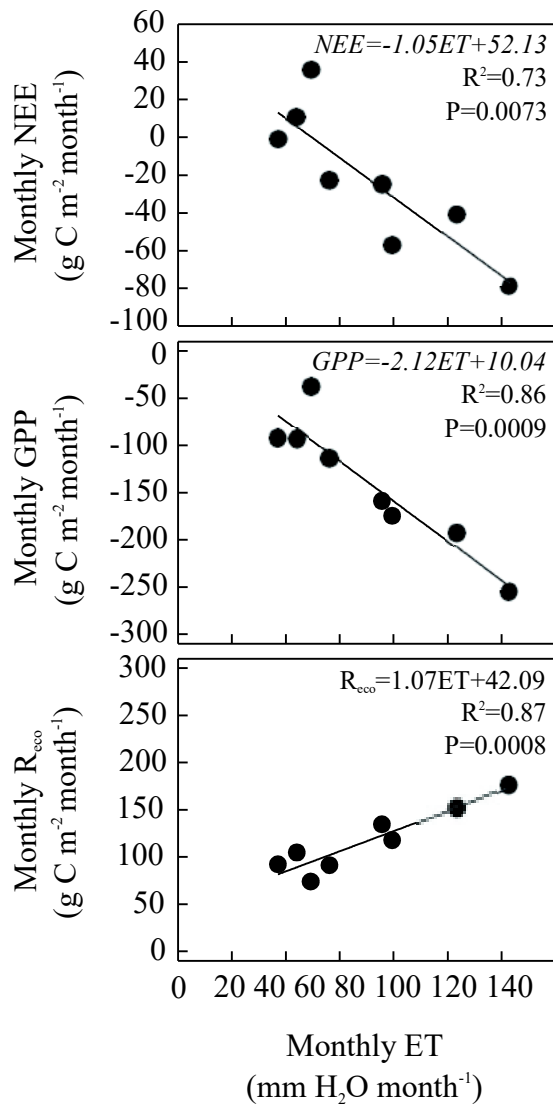 60
40
20
0
-20
-40
-60
-80
-100
Monthly NEE
(g C m⁻² month⁻¹)
NEE=-1.05ET+52.13
R²=0.73
P=0.0073
0
-50
-100
-150
-200
-250
-300
Monthly GPP
(g C m⁻² month⁻¹)
GPP=-2.12ET+10.04
R²=0.86
P=0.0009
300
250
200
150
100
50
0
Monthly Rₑcₒ
(g C m⁻² month⁻¹)
Rₑcₒ=1.07ET+42.09
R²=0.87
P=0.0008
0 20 40 60 80 100 120 140
Monthly ET
(mm H₂O month⁻¹)